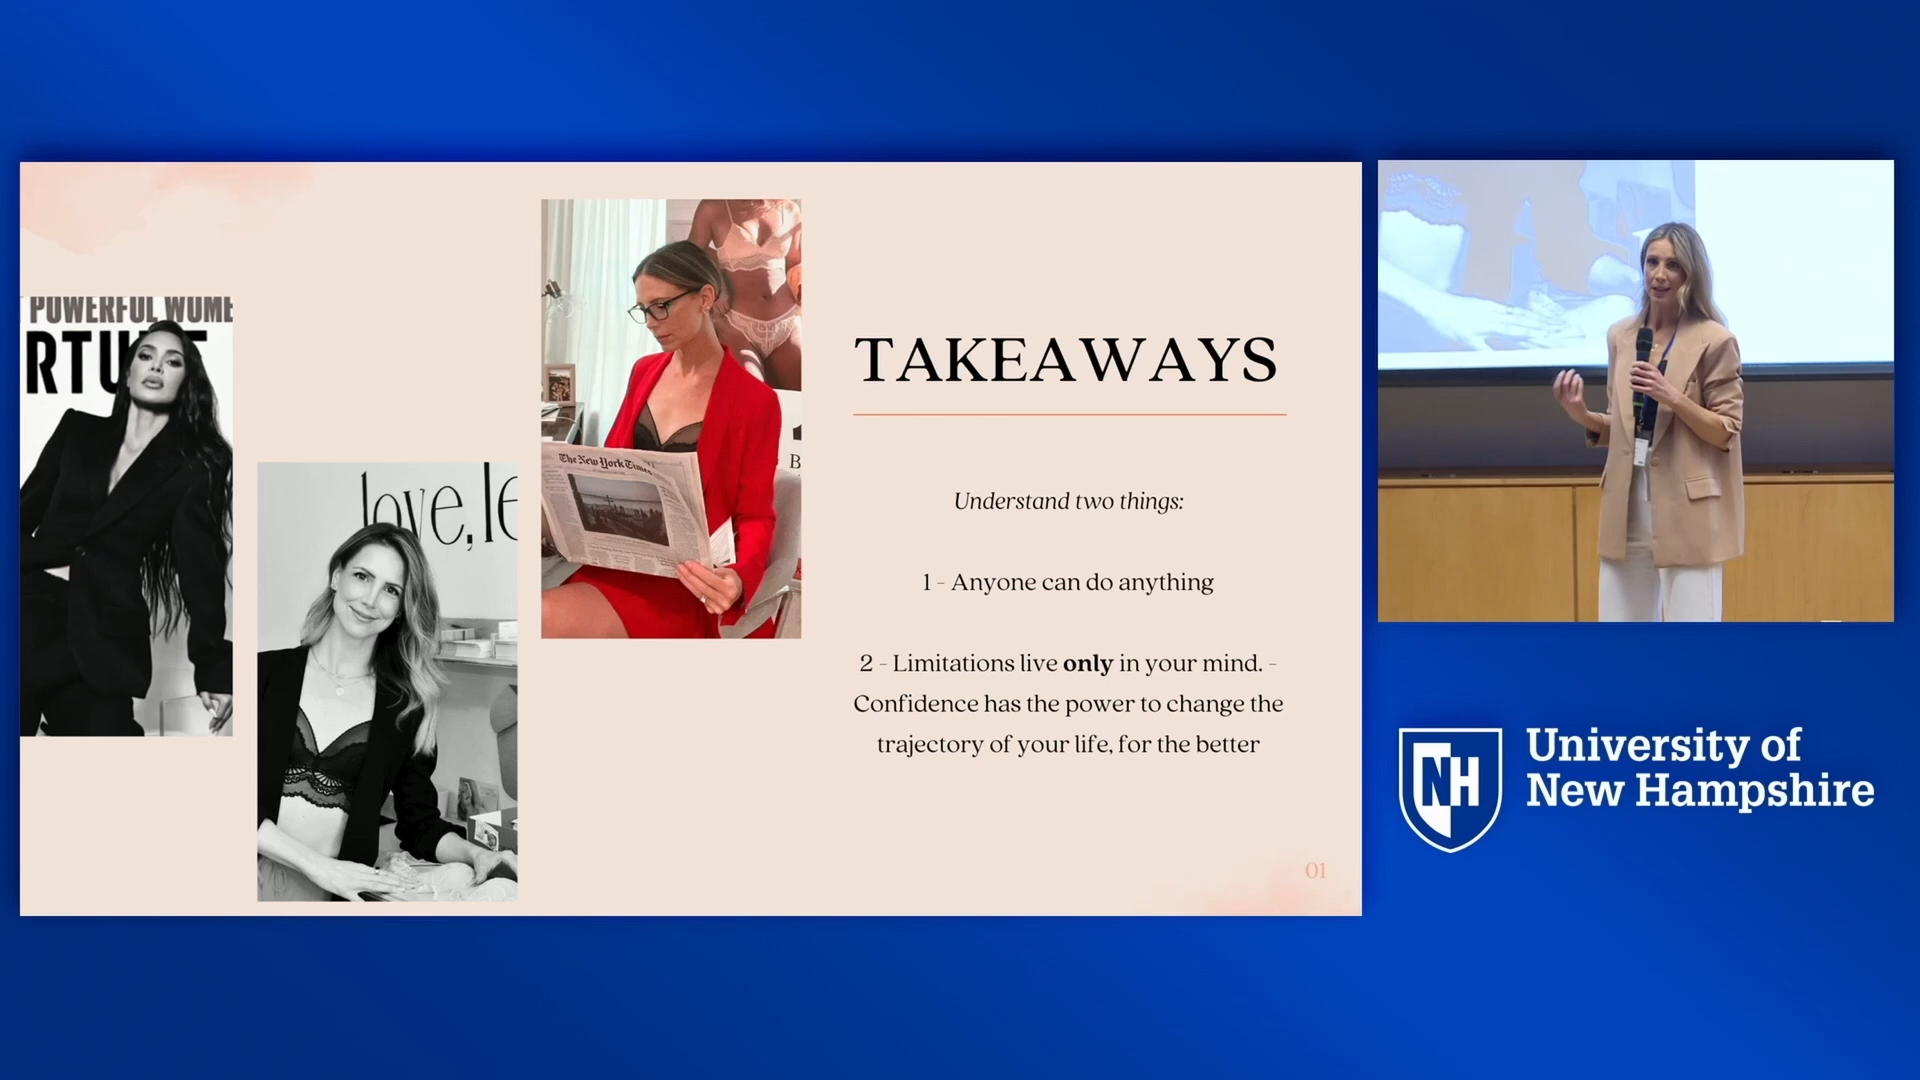 POWERFUL WOME
RTU
love, le
The New York Times
B
TAKEAWAYS
Understand two things:
1 - Anyone can do anything
2 - Limitations live only in your mind. -
Confidence has the power to change the
trajectory of your life, for the better
01
NH
University of
New Hampshire